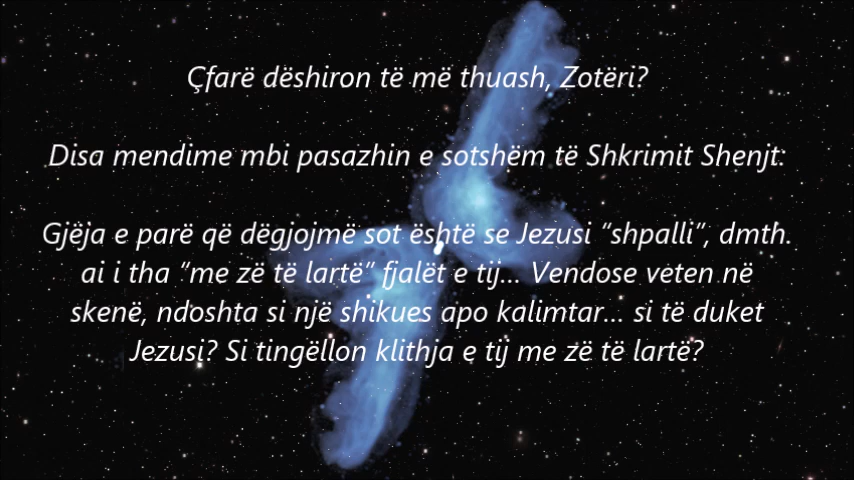 Çfarë dëshiron të më thuash, Zotëri?
Disa mendime mbi pasazhin e sotshëm të Shkrimit Shenjt:
Gjëja e parë që dëgjojmë sot është se Jezusi “shpalli”, dmth.
ai i tha “me zë të lartë” fjalët e tij... Vendose veten në
skenë, ndoshta si një shikues apo kalimtar... si të duket
Jezusi? Si tingëllon klithja e tij me zë të lartë?